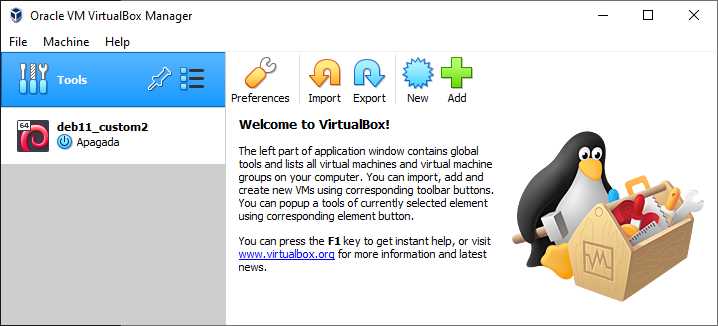 Oracle VM VirtualBox Manager
File Machine Help
Tools
Preferences Import Export New Add
64
deb11_custom2
Apagada
Welcome to VirtualBox!
The left part of application window contains global
tools and lists all virtual machines and virtual machine
groups on your computer. You can import, add and
create new VMs using corresponding toolbar buttons.
You can popup a tools of currently selected element
using corresponding element button.
You can press the F1 key to get instant help, or visit
www.virtualbox.org for more information and latest
news.
VM